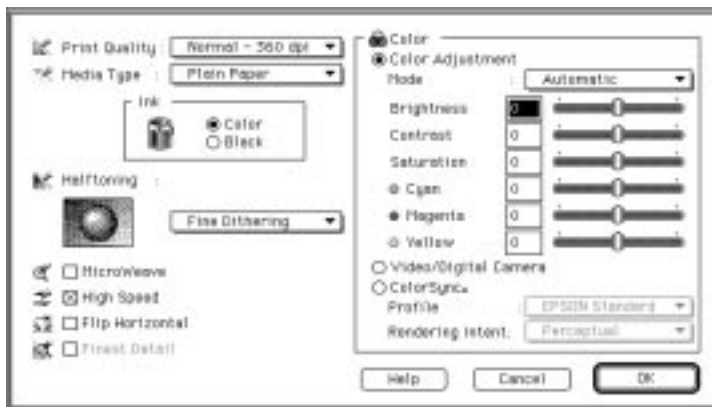 Print Quality : Normal - 360 dpi
Media Type : Plain Paper
Ink
Color
Black
Halftoning :
Fine Dithering
MicroWeave
High Speed
Flip Horizontal
Finest Detail
Color
Color Adjustment
Mode : Automatic
Brightness 0
Contrast 0
Saturation 0
Cyan 0
Magenta 0
Yellow 0
Video/Digital Camera
ColorSync™
Profile : EPSON Standard
Rendering Intent: Perceptual
Help
Cancel
OK